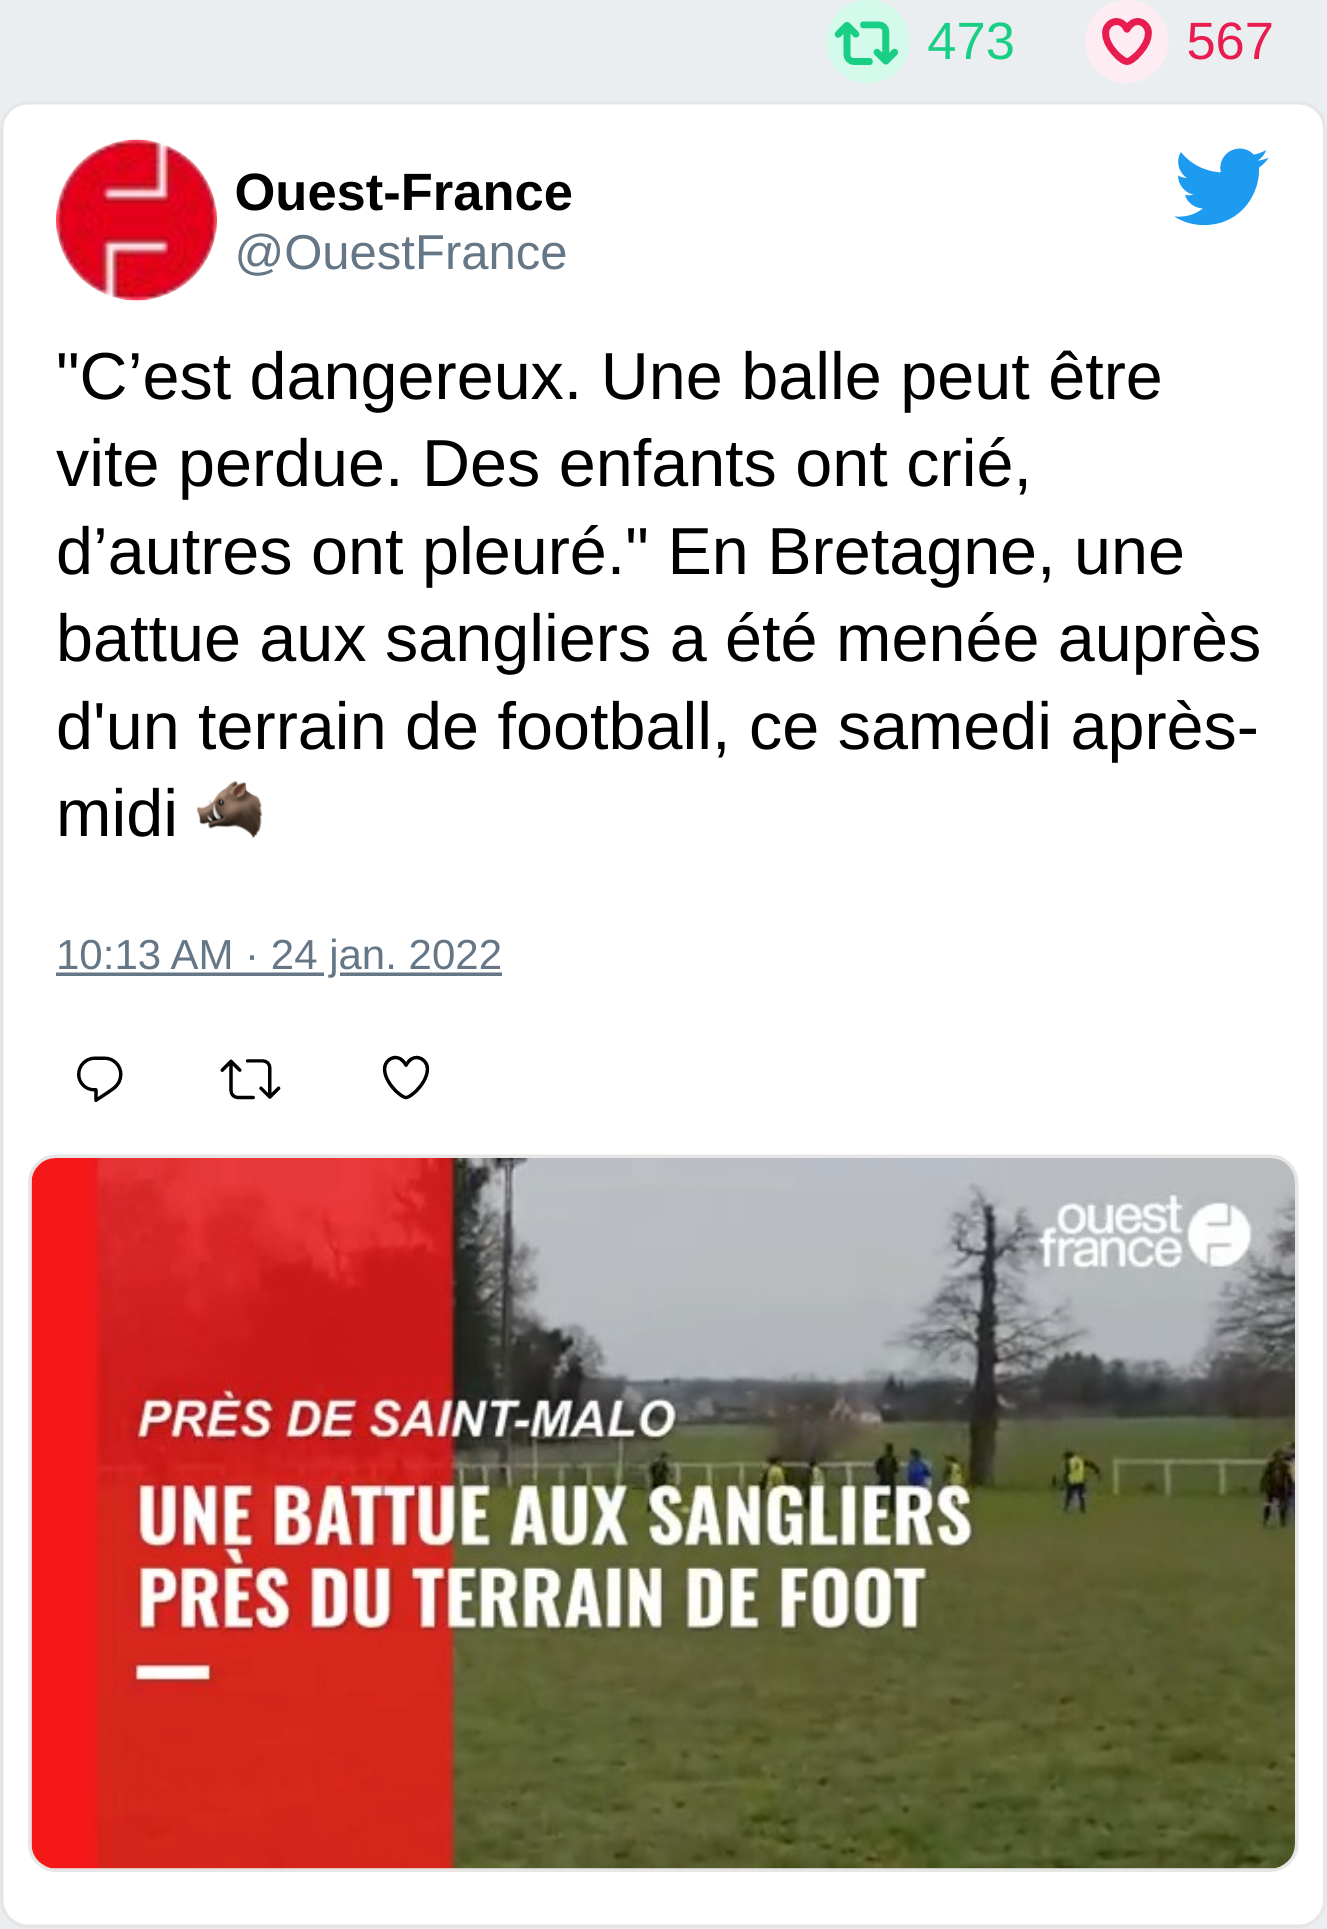 473 567
Ouest-France
@OuestFrance
"C’est dangereux. Une balle peut être
vite perdue. Des enfants ont crié,
d’autres ont pleuré." En Bretagne, une
battue aux sangliers a été menée auprès
d'un terrain de football, ce samedi après-
midi 🐗
10:13 AM · 24 jan. 2022
ouest
france
PRÈS DE SAINT-MALO
UNE BATTUE AUX SANGLIERS
PRÈS DU TERRAIN DE FOOT